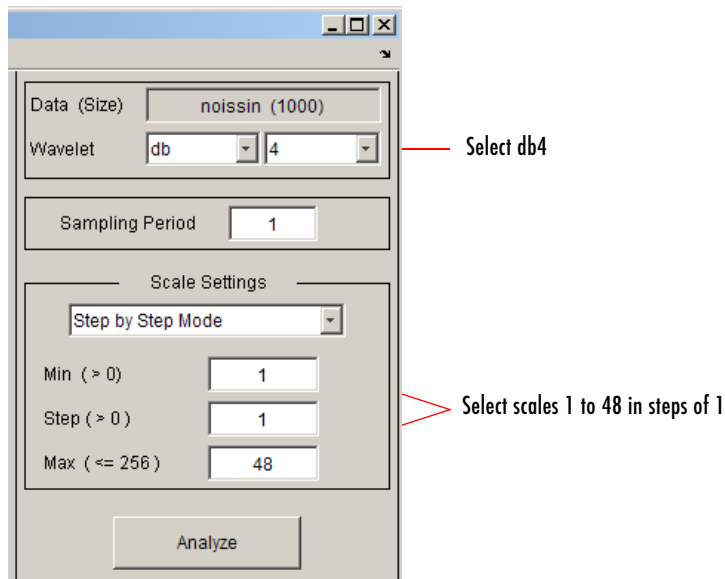 Data (Size) noissin (1000)
Wavelet db 4 Select db4
Sampling Period 1
Scale Settings
Step by Step Mode
Min ( > 0) 1
Step ( > 0 ) 1 Select scales 1 to 48 in steps of 1
Max ( <= 256 ) 48
Analyze